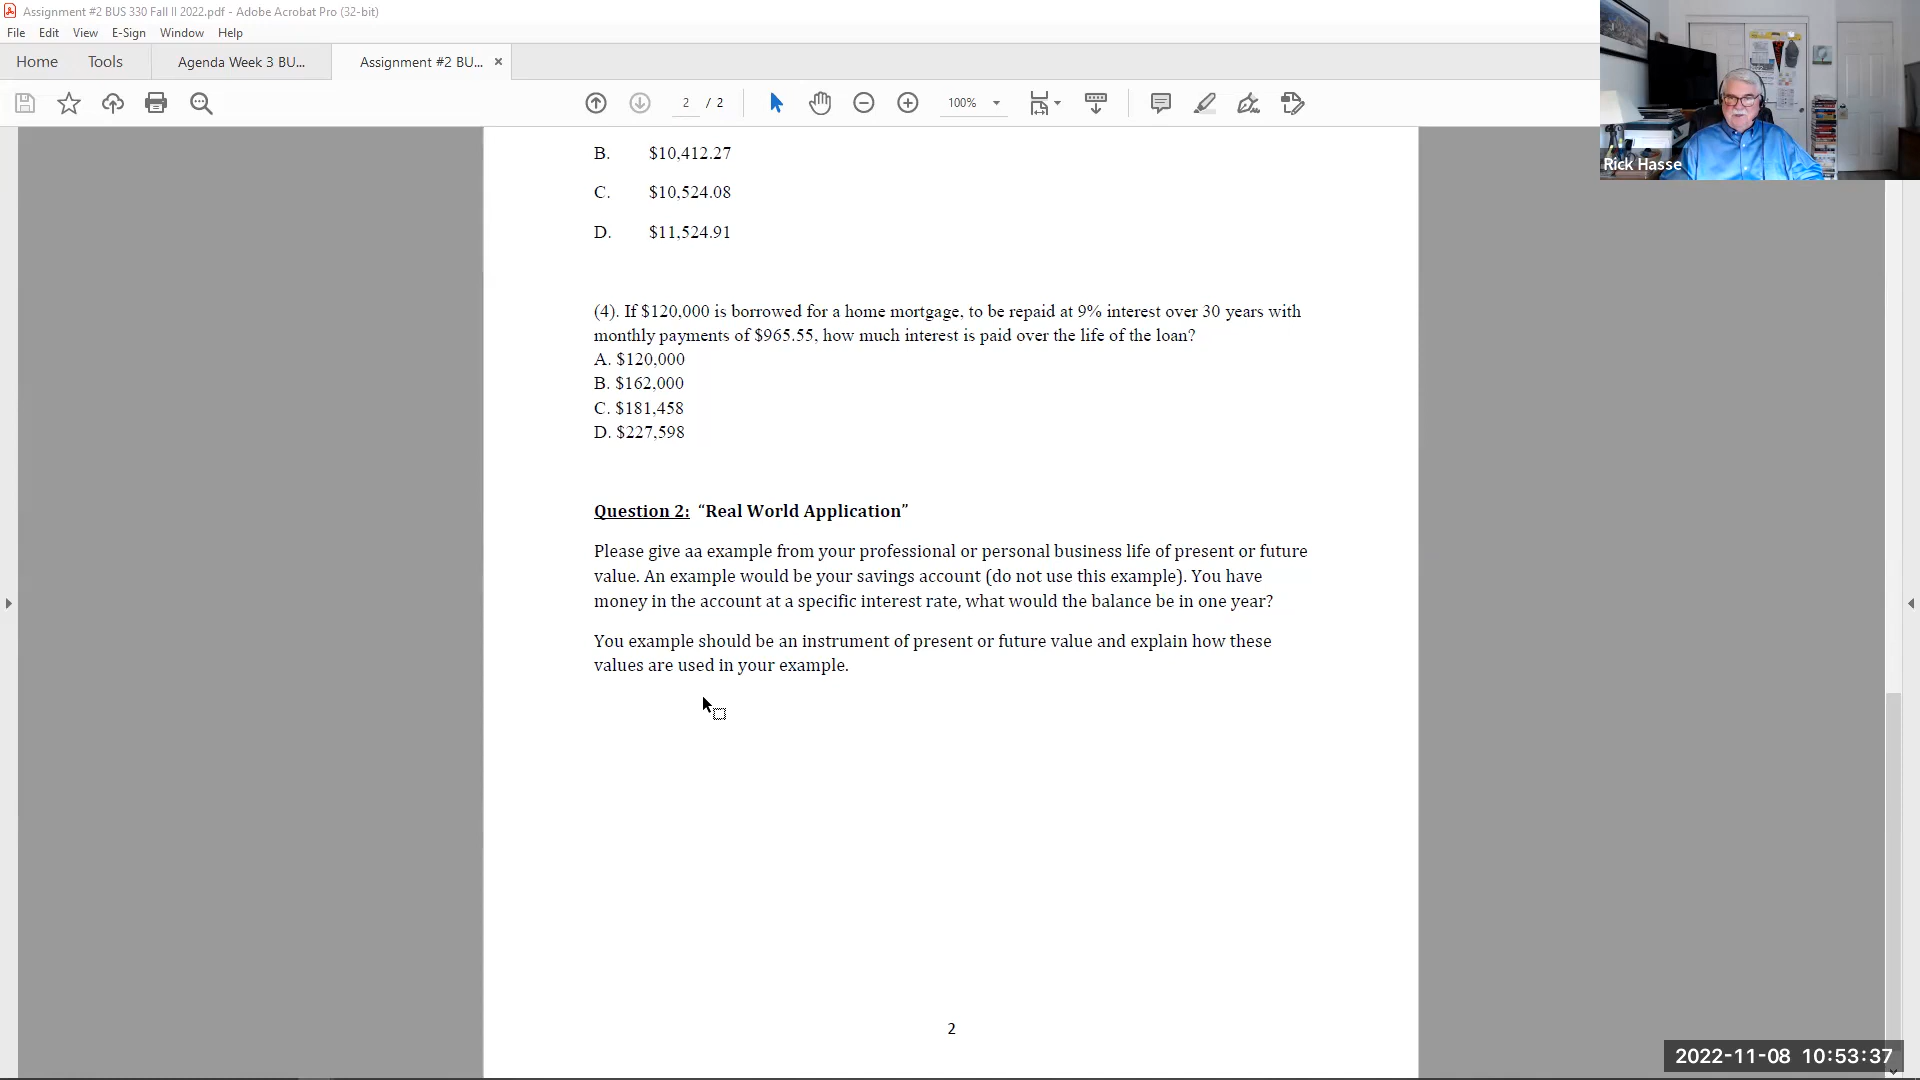 Assignment #2 BUS 330 Fall II 2022.pdf - Adobe Acrobat Pro (32-bit)
File Edit View E-Sign Window Help
Home Tools Agenda Week 3 BU... Assignment #2 BU... ×
2 / 2 100%
Rick Hasse
B. $10,412.27
C. $10,524.08
D. $11,524.91
(4). If $120,000 is borrowed for a home mortgage, to be repaid at 9% interest over 30 years with
monthly payments of $965.55, how much interest is paid over the life of the loan?
A. $120,000
B. $162,000
C. $181,458
D. $227,598
Question 2: “Real World Application”
Please give aa example from your professional or personal business life of present or future
value. An example would be your savings account (do not use this example). You have
money in the account at a specific interest rate, what would the balance be in one year?
You example should be an instrument of present or future value and explain how these
values are used in your example.
2
2022-11-08 10:53:37